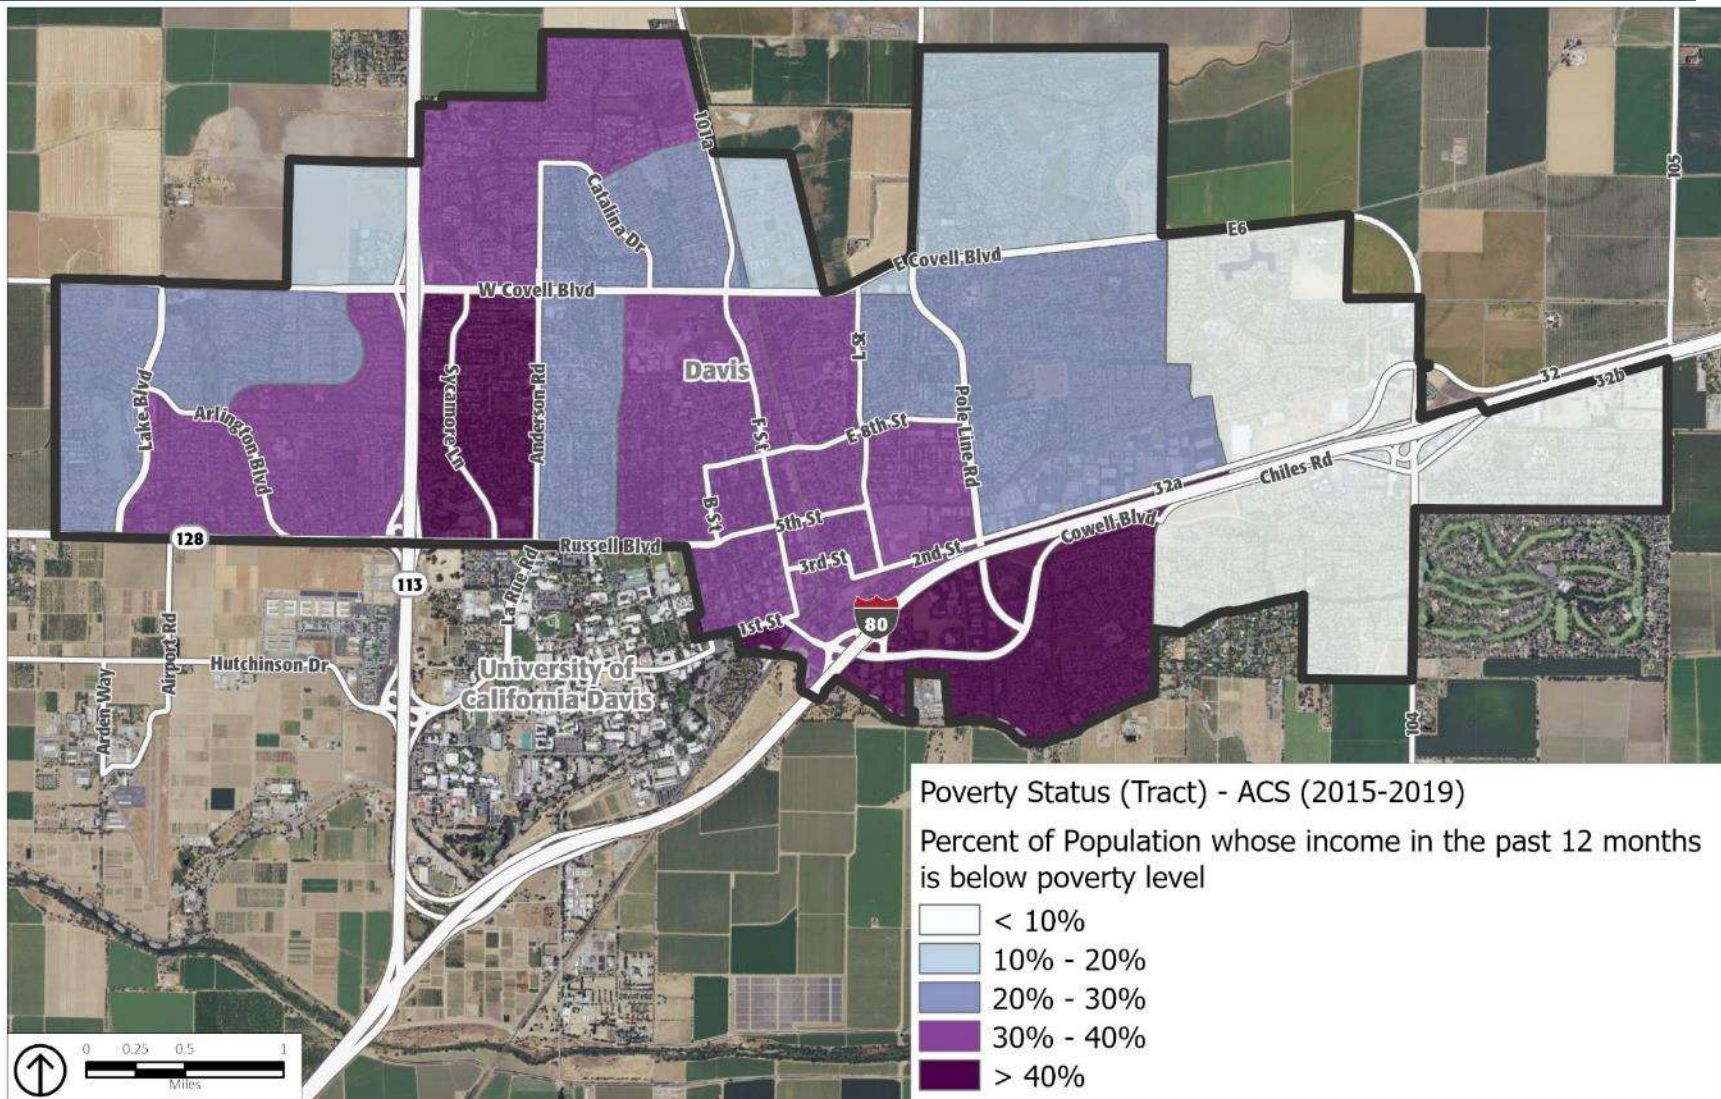 101a
105
Catalina Dr
E6
E Covell Blvd
W Covell Blvd
L St
Davis
Lake Blvd
Sycamore Ln
Anderson Rd
Pole Line Rd
32
32b
Arlington Blvd
F St
E 8th St
Chiles Rd
32a
B St
5th St
Cowell Blvd
128
Russell Blvd
3rd St
2nd St
113
La Rue Rd
1st St
80
Airport Rd
Hutchinson Dr
University of
California Davis
Arden Way
104
Poverty Status (Tract) - ACS (2015-2019)
Percent of Population whose income in the past 12 months
is below poverty level
< 10%
10% - 20%
20% - 30%
30% - 40%
> 40%
0 0.25 0.5 1
Miles